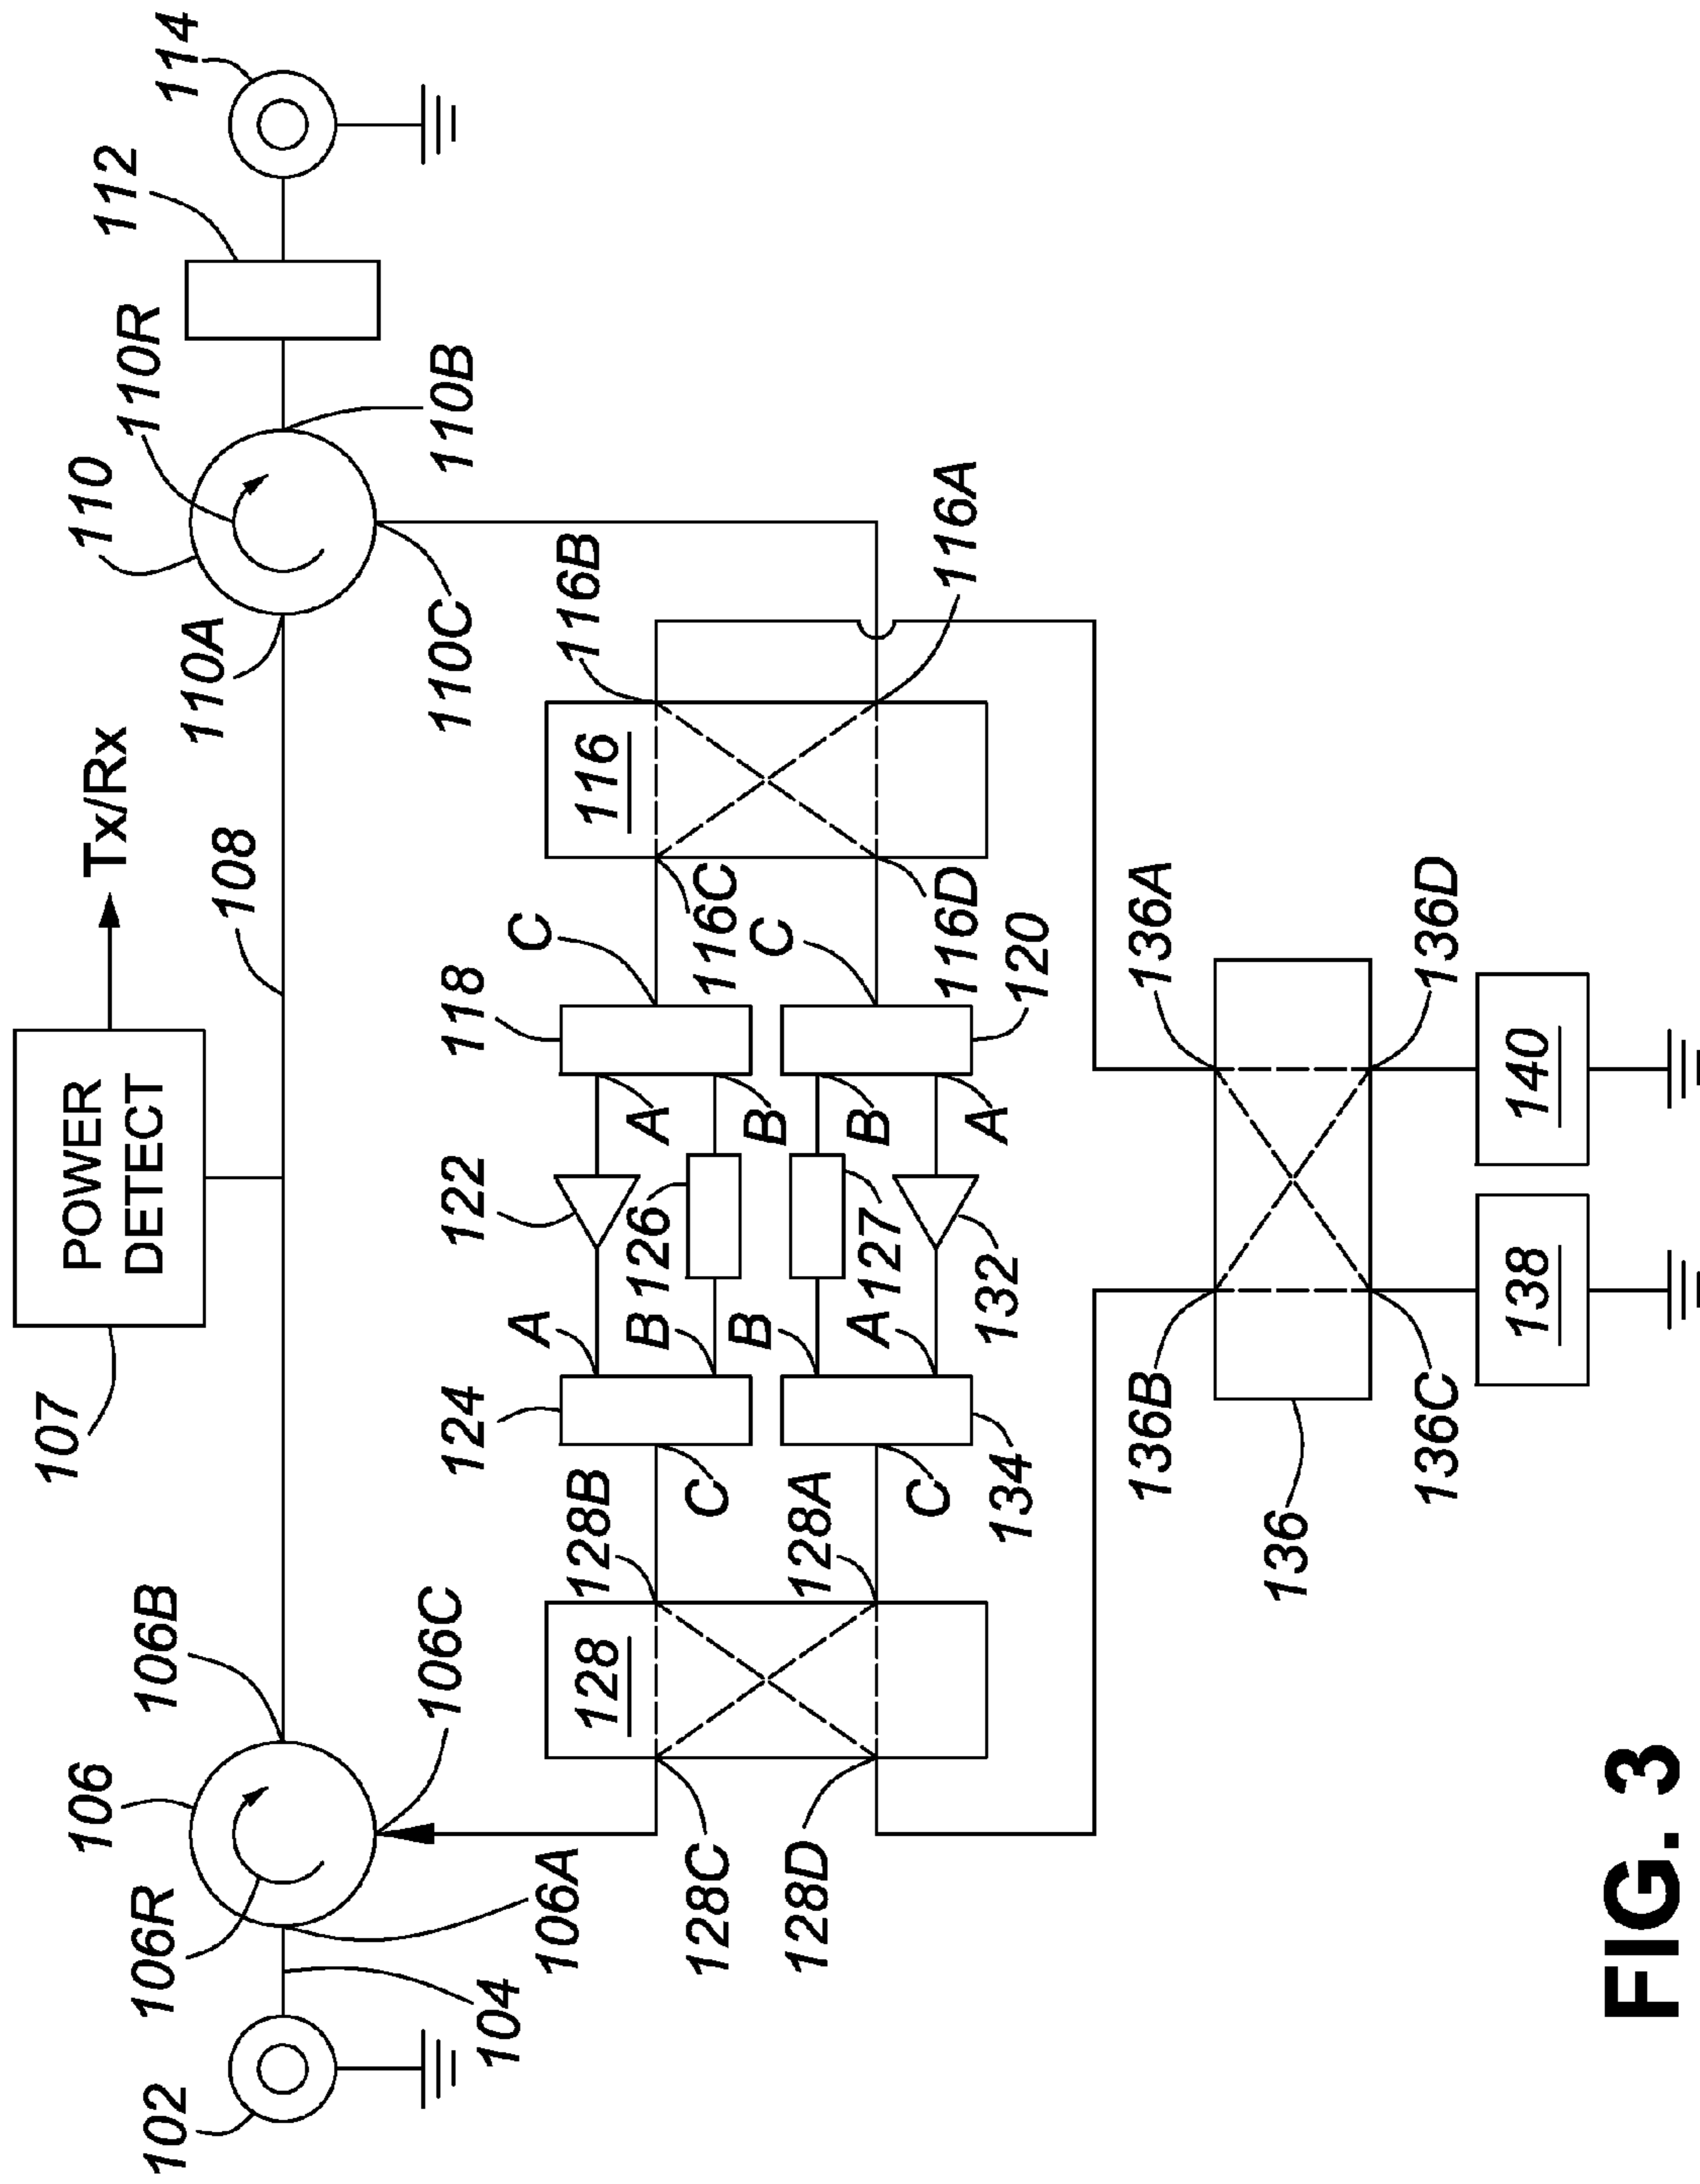 114
112
110R
110
110B
110A
110C
Tx/Rx
108
POWER
DETECT
107
106B
106
106C
106R
106A
104
102
116B
116A
116
116C
116D
C
C
118
120
A
B
B
A
122
126
127
132
A
B
B
A
124
134
C
C
128B
128A
128
128C
128D
136A
136D
136B
136C
136
140
138
FIG. 3